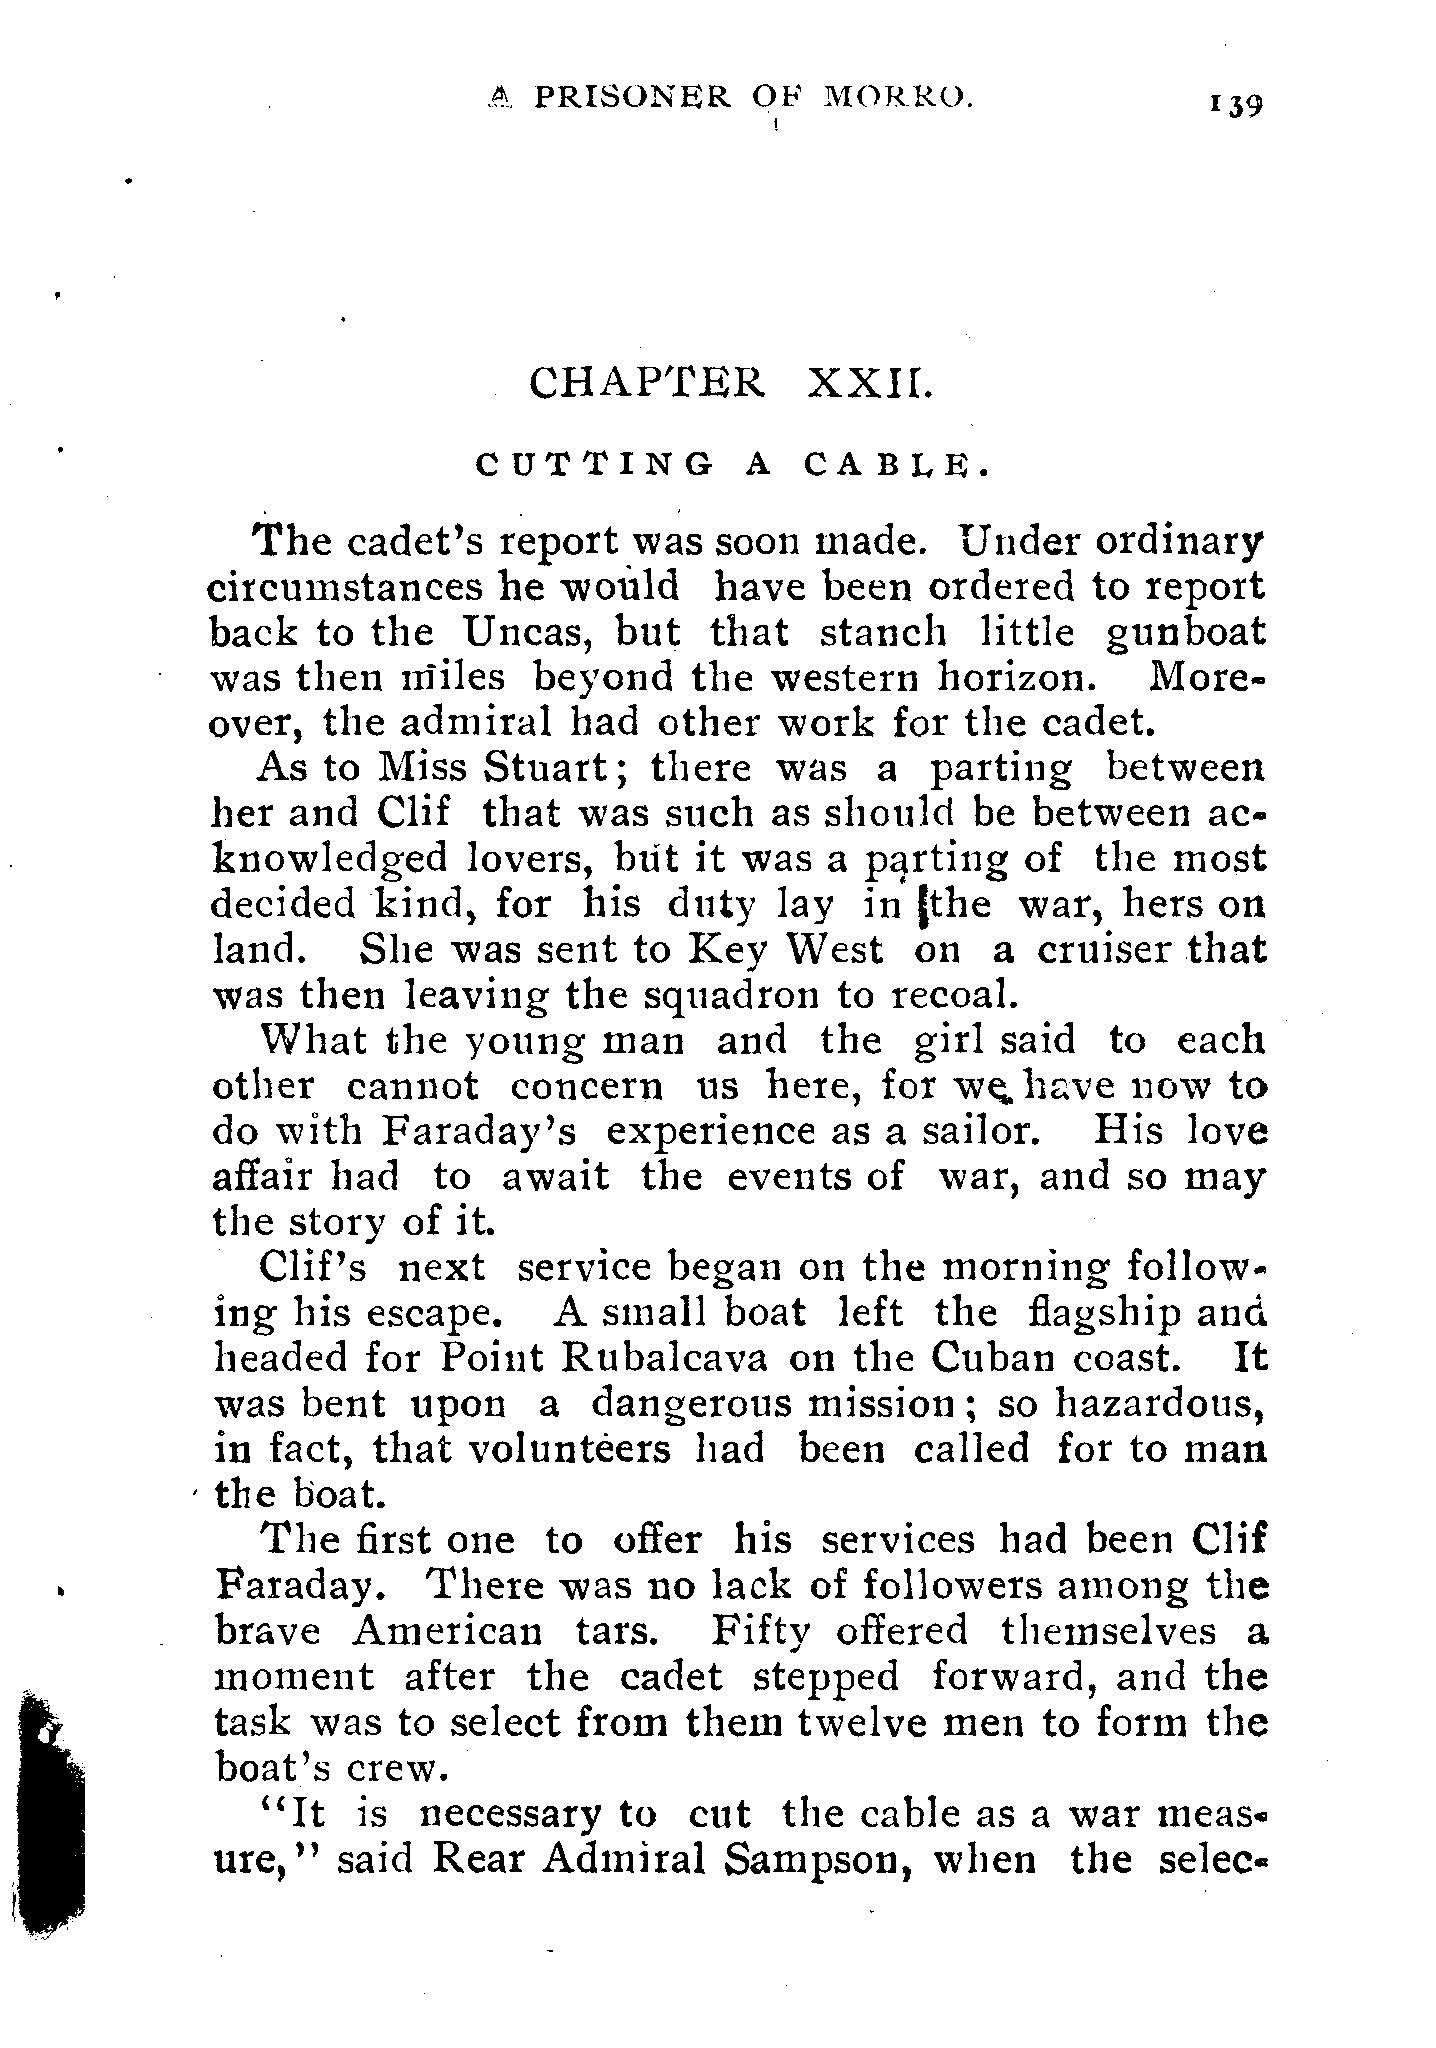 A PRISONER OF MORRO. 139
CHAPTER XXII.
CUTTING A CABLE.
The cadet's report was soon made. Under ordinary
circumstances he would have been ordered to report
back to the Uncas, but that stanch little gunboat
was then miles beyond the western horizon. More-
over, the admiral had other work for the cadet.
As to Miss Stuart; there was a parting between
her and Clif that was such as should be between ac-
knowledged lovers, but it was a parting of the most
decided kind, for his duty lay in the war, hers on
land. She was sent to Key West on a cruiser that
was then leaving the squadron to recoal.
What the young man and the girl said to each
other cannot concern us here, for we have now to
do with Faraday's experience as a sailor. His love
affair had to await the events of war, and so may
the story of it.
Clif's next service began on the morning follow-
ing his escape. A small boat left the flagship and
headed for Point Rubalcava on the Cuban coast. It
was bent upon a dangerous mission; so hazardous,
in fact, that volunteers had been called for to man
the boat.
The first one to offer his services had been Clif
Faraday. There was no lack of followers among the
brave American tars. Fifty offered themselves a
moment after the cadet stepped forward, and the
task was to select from them twelve men to form the
boat's crew.
"It is necessary to cut the cable as a war meas-
ure," said Rear Admiral Sampson, when the selec-